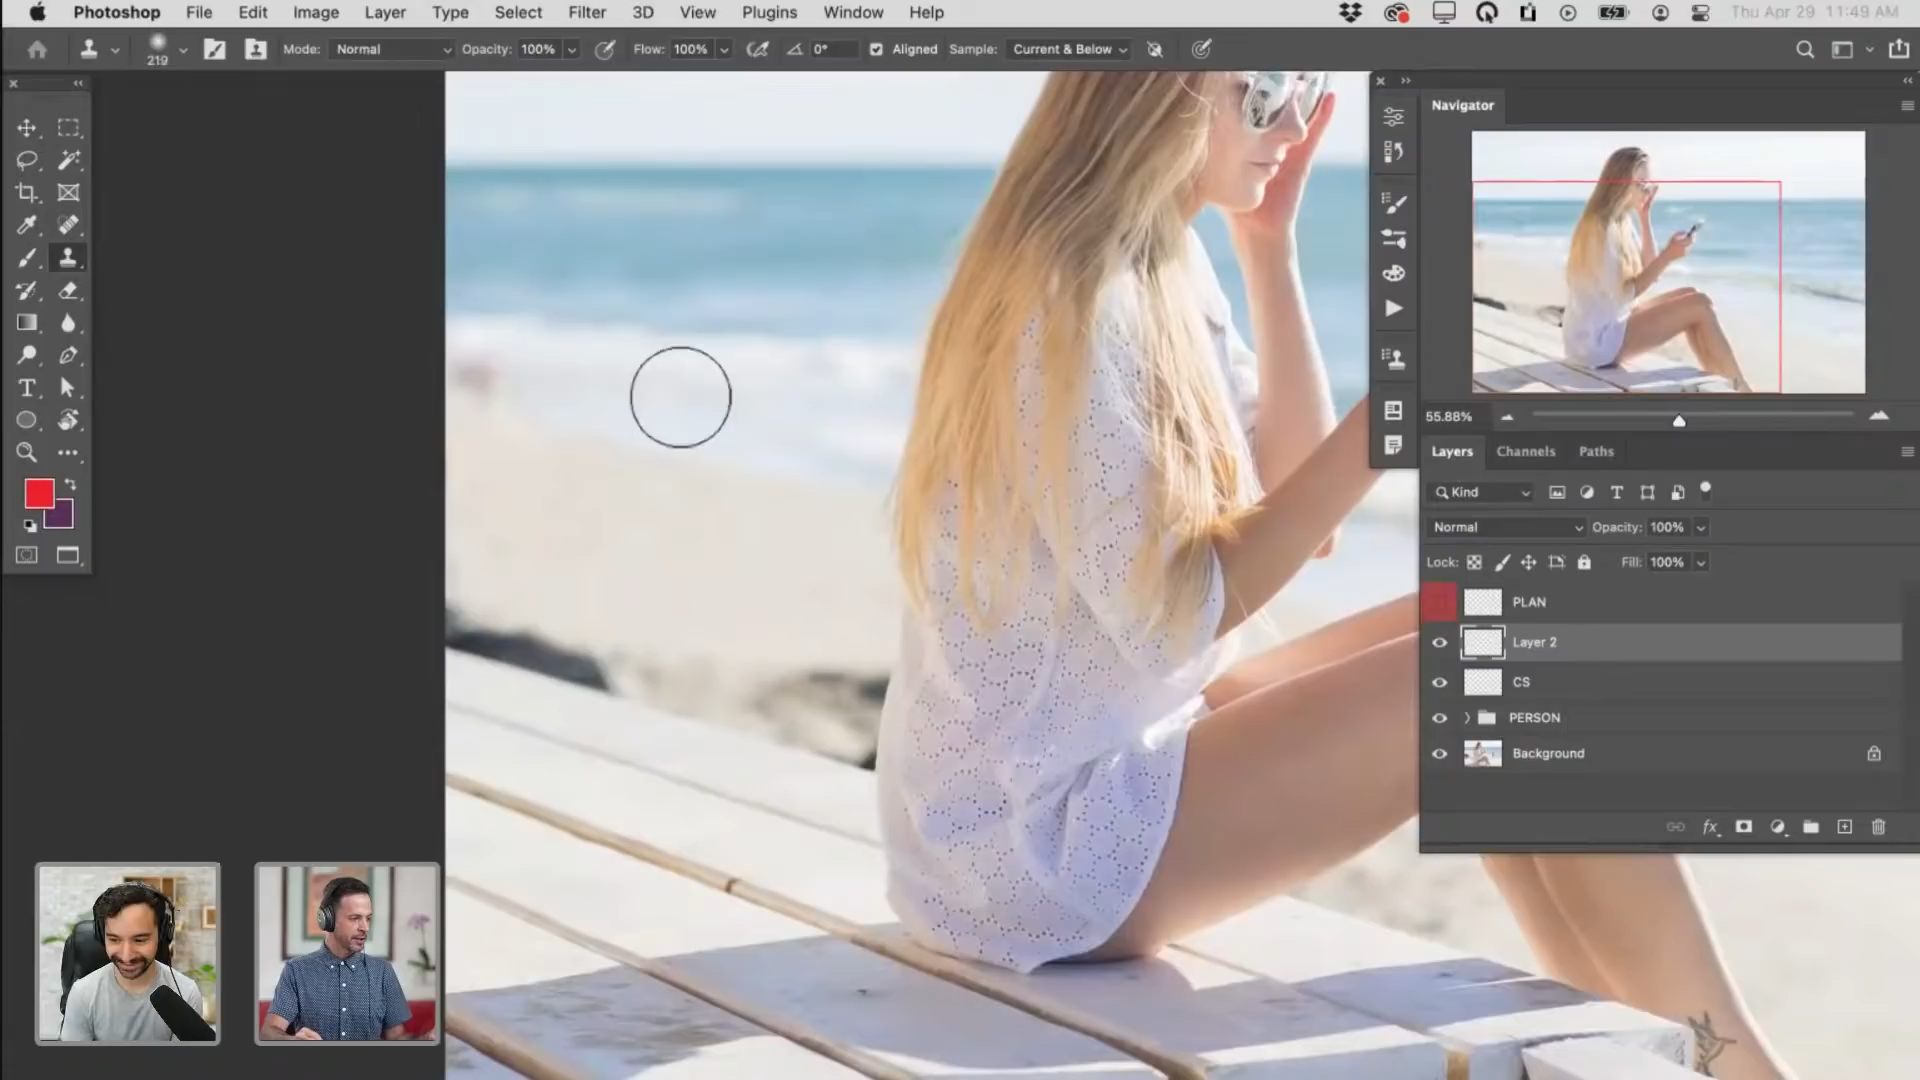 Photoshop File Edit Image Layer Type Select Filter 3D View Plugins Window Help Thu Apr 29 11:49 AM
219 Mode: Normal Opacity: 100% Flow: 100% 0° Aligned Sample: Current & Below
Navigator
55.88%
Layers Channels Paths
Kind
Normal Opacity: 100%
Lock: Fill: 100%
PLAN
Layer 2
CS
PERSON
Background